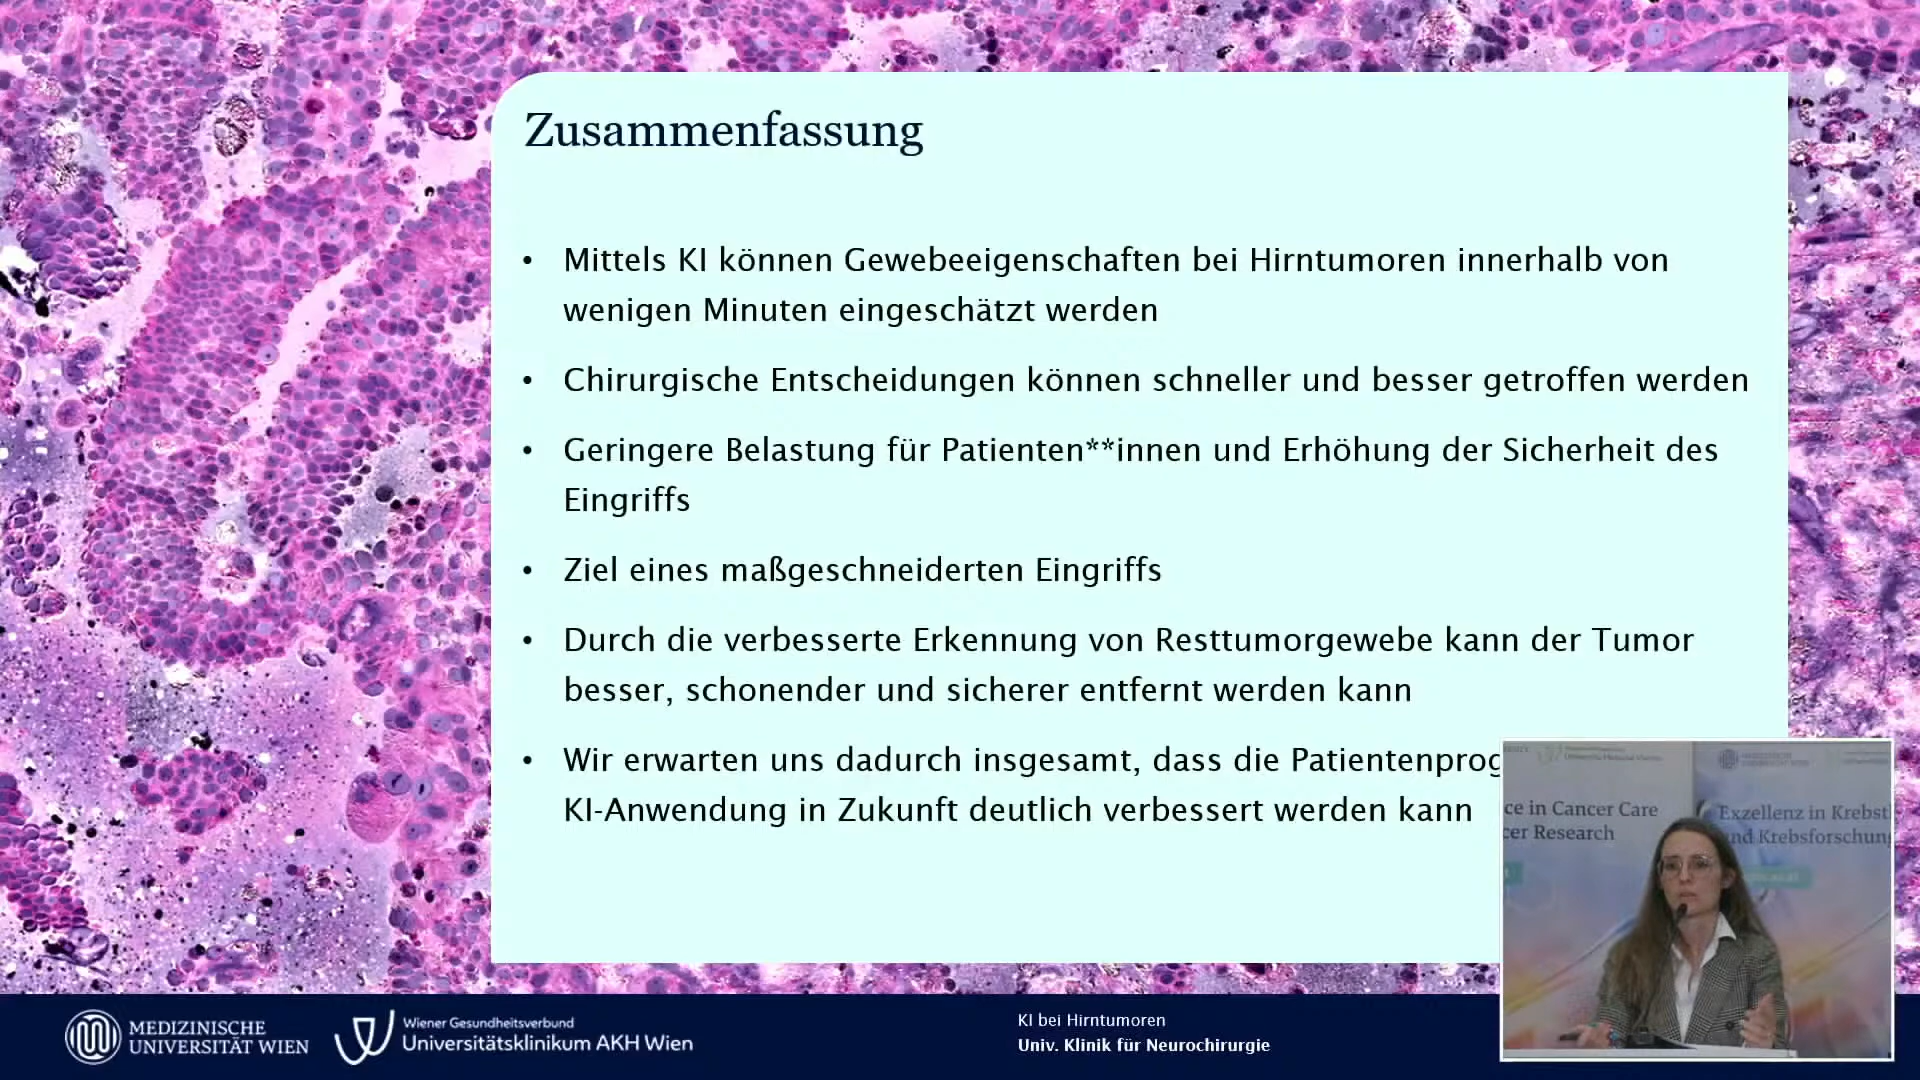 Zusammenfassung
• Mittels KI können Gewebeeigenschaften bei Hirntumoren innerhalb von
wenigen Minuten eingeschätzt werden
• Chirurgische Entscheidungen können schneller und besser getroffen werden
• Geringere Belastung für Patienten**innen und Erhöhung der Sicherheit des
Eingriffs
• Ziel eines maßgeschneiderten Eingriffs
• Durch die verbesserte Erkennung von Resttumorgewebe kann der Tumor
besser, schonender und sicherer entfernt werden kann
• Wir erwarten uns dadurch insgesamt, dass die Patientenprog
KI-Anwendung in Zukunft deutlich verbessert werden kann
ce in Cancer Care
cer Research
Exzellenz in Krebst
und Krebsforschung
MEDIZINISCHE
UNIVERSITÄT WIEN
Wiener Gesundheitsverbund
Universitätsklinikum AKH Wien
KI bei Hirntumoren
Univ. Klinik für Neurochirurgie